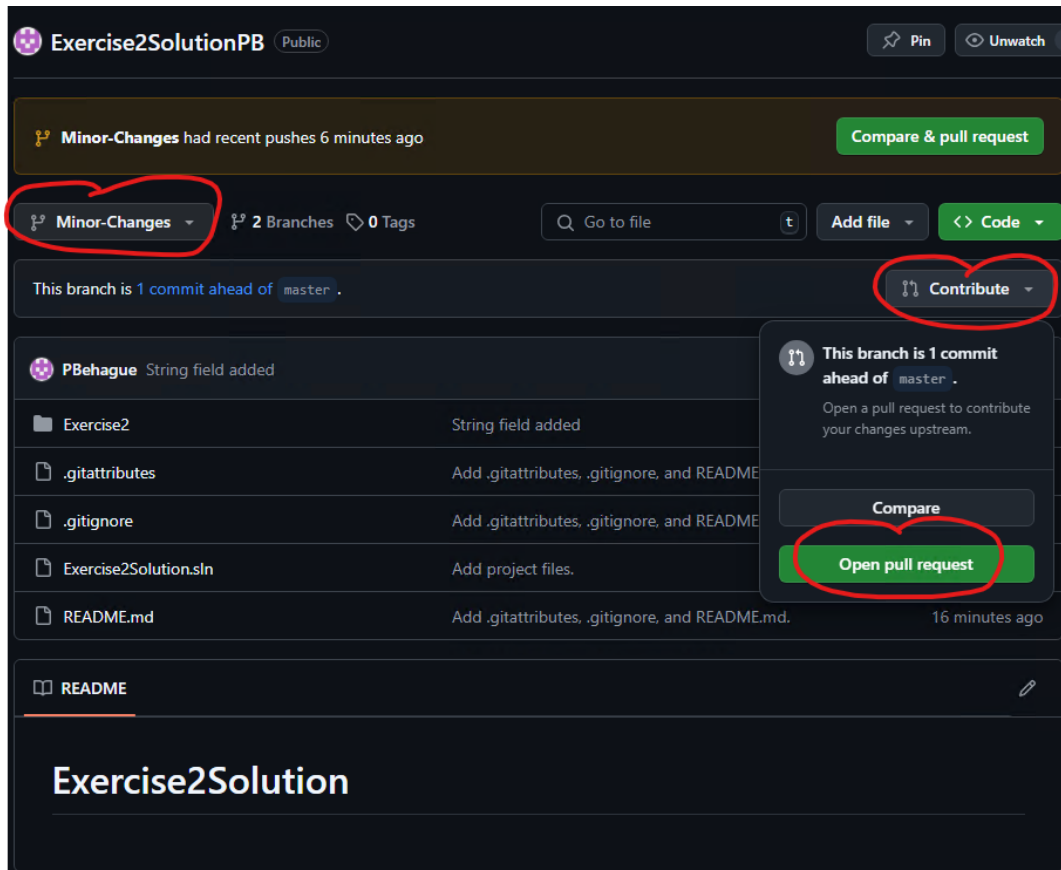 Exercise2SolutionPB Public Pin Unwatch
Minor-Changes had recent pushes 6 minutes ago Compare & pull request
Minor-Changes 2 Branches 0 Tags Go to file t Add file <> Code
This branch is 1 commit ahead of master . Contribute
This branch is 1 commit
ahead of master .
Open a pull request to contribute
your changes upstream.
Compare
Open pull request
PBehague String field added
Exercise2 String field added
.gitattributes Add .gitattributes, .gitignore, and README
.gitignore Add .gitattributes, .gitignore, and README
Exercise2Solution.sln Add project files.
README.md Add .gitattributes, .gitignore, and README.md. 16 minutes ago
README
Exercise2Solution